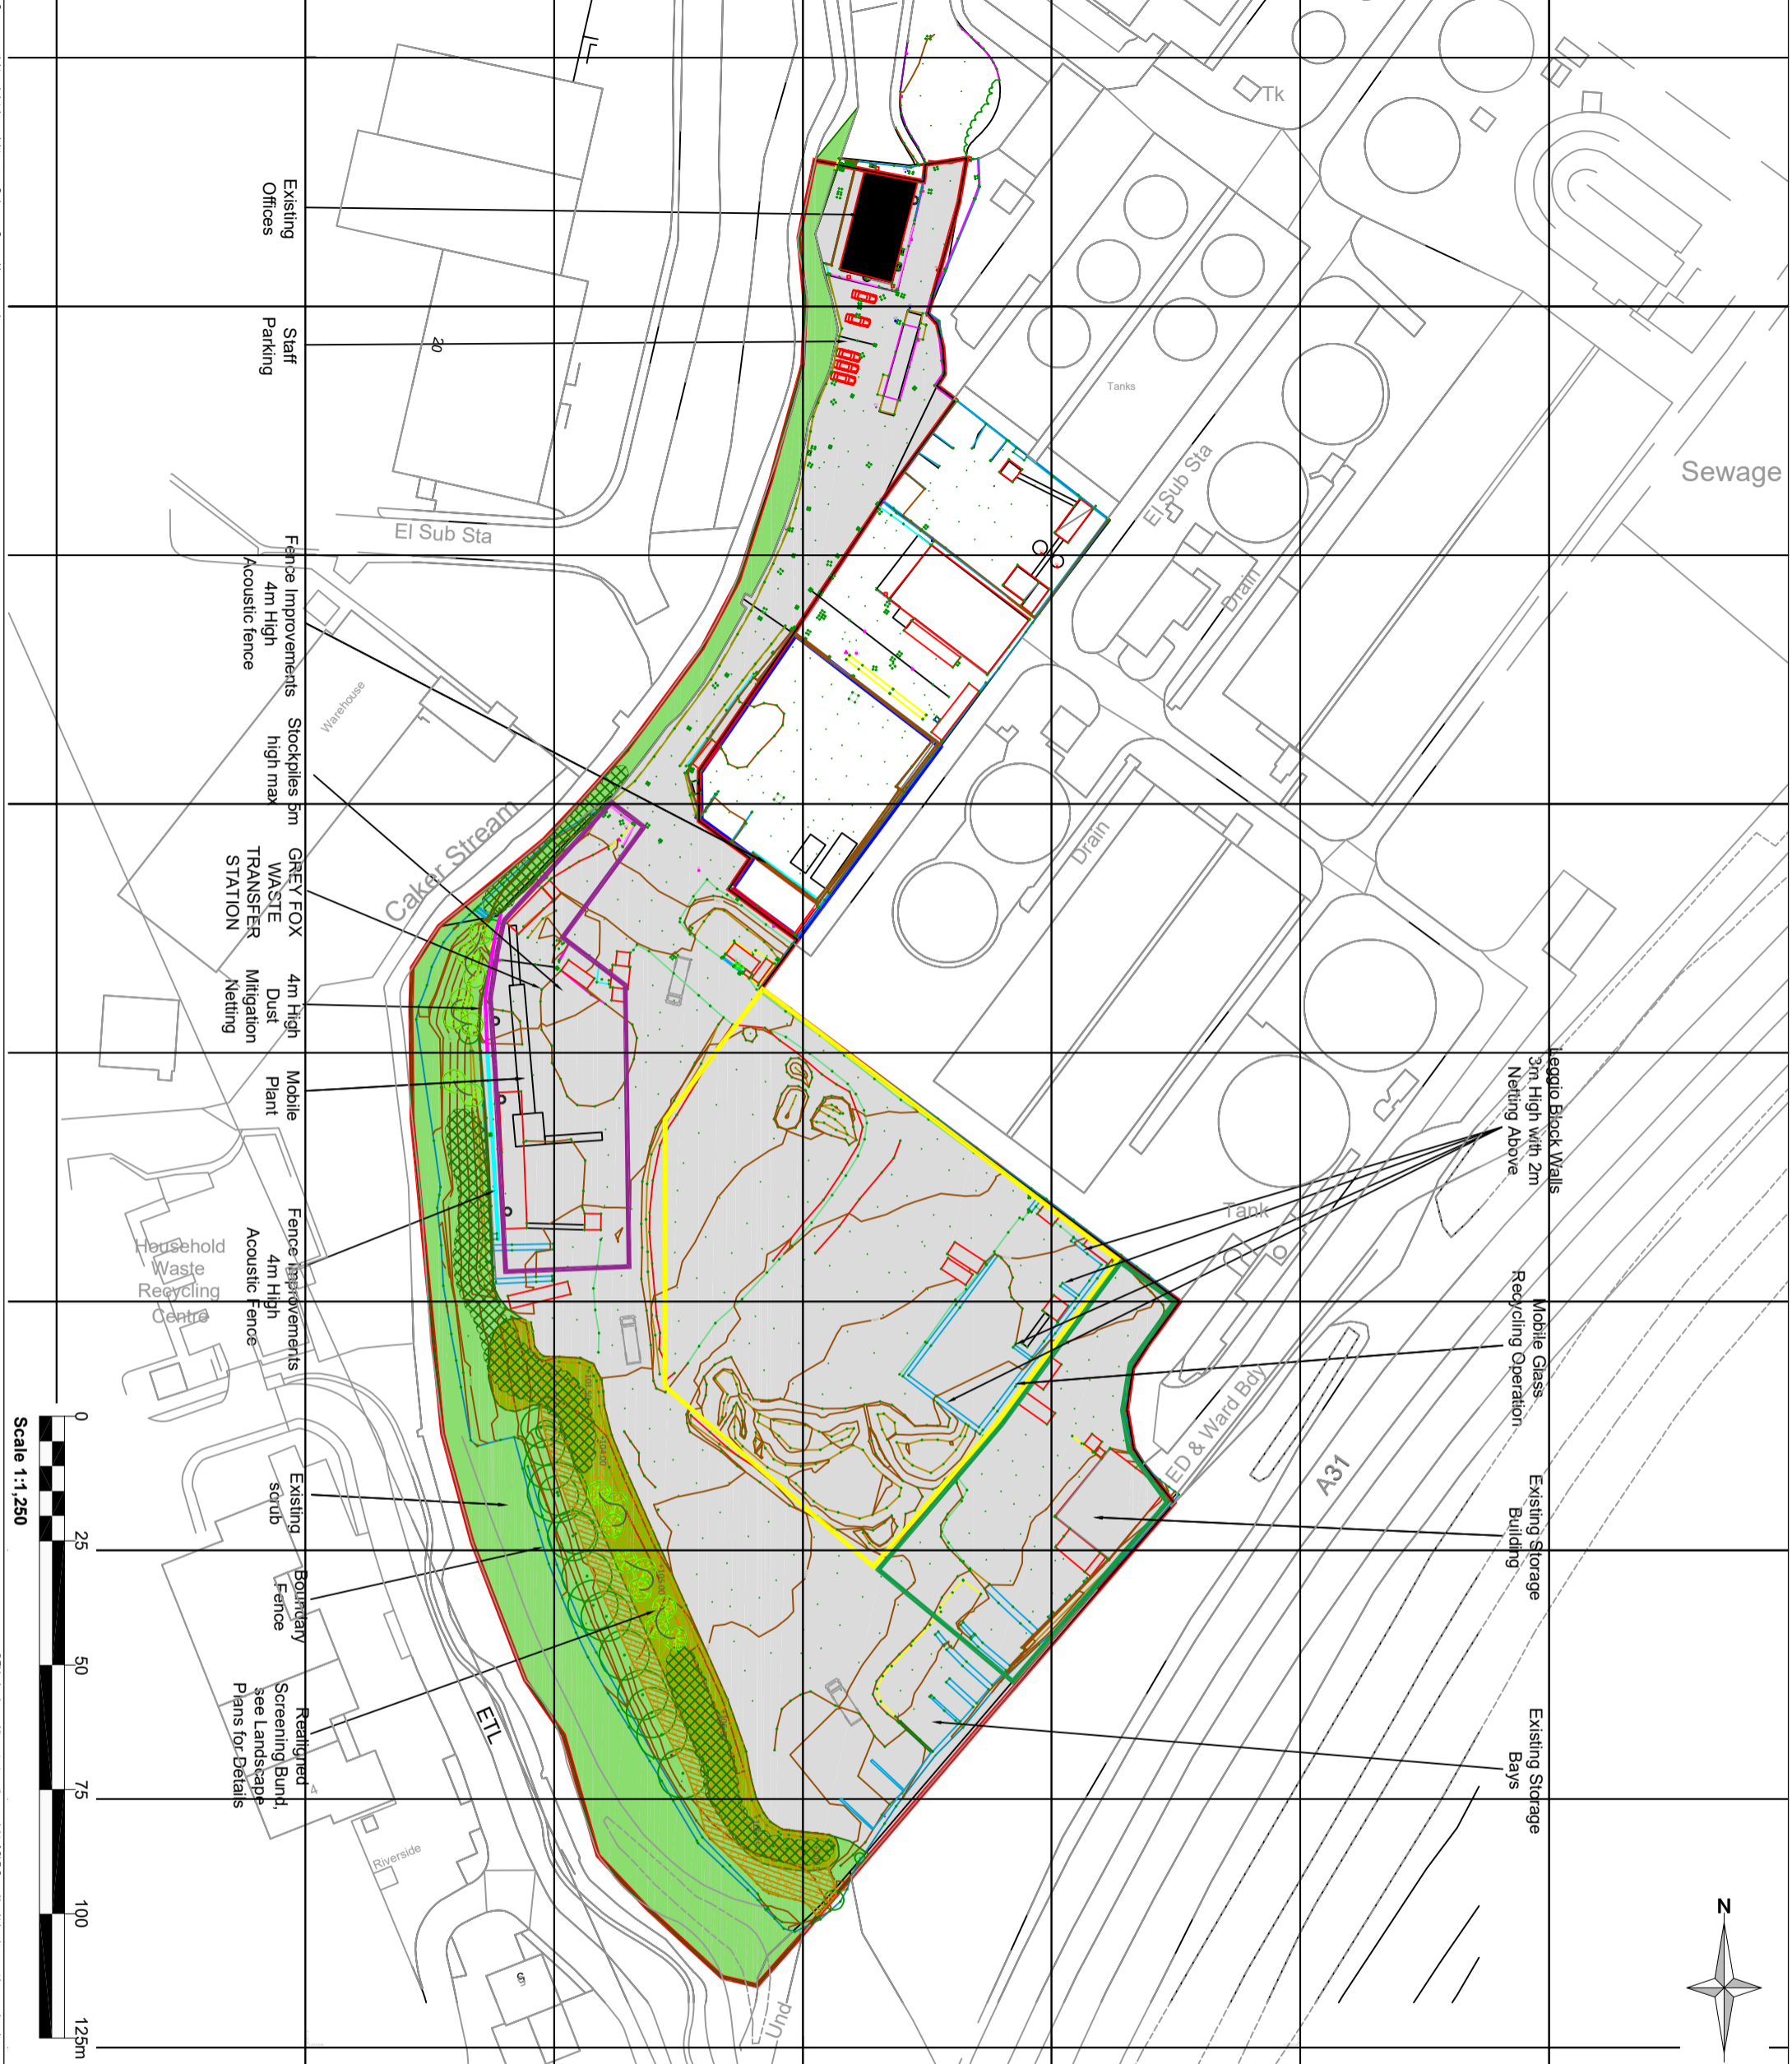 Existing
Offices
Staff
Parking
Fence Improvements
4m High
Acoustic fence
Stockpiles 5m
high max
GREY FOX
WASTE
TRANSFER
STATION
4m High
Dust
Mitigation
Netting
Mobile
Plant
Fence Improvements
4m High
Acoustic Fence
Existing
scrub
Boundary
Fence
Realigned
Screening Bund,
see Landscape
Plans for Details
Leggio Block Walls
3m High with 2m
Netting Above
Mobile Glass
Recycling Operation
Existing Storage
Building
Existing Storage
Bays
Tk
Tanks
El Sub Sta
Sewage
Drain
Drain
Tank
ED & Ward Bdy
A31
20
El Sub Sta
Warehouse
Caker Stream
Household
Waste
Recycling
Centre
ETL
4
Riverside
Und
0
25
50
75
100
125m
Scale 1:1,250
N